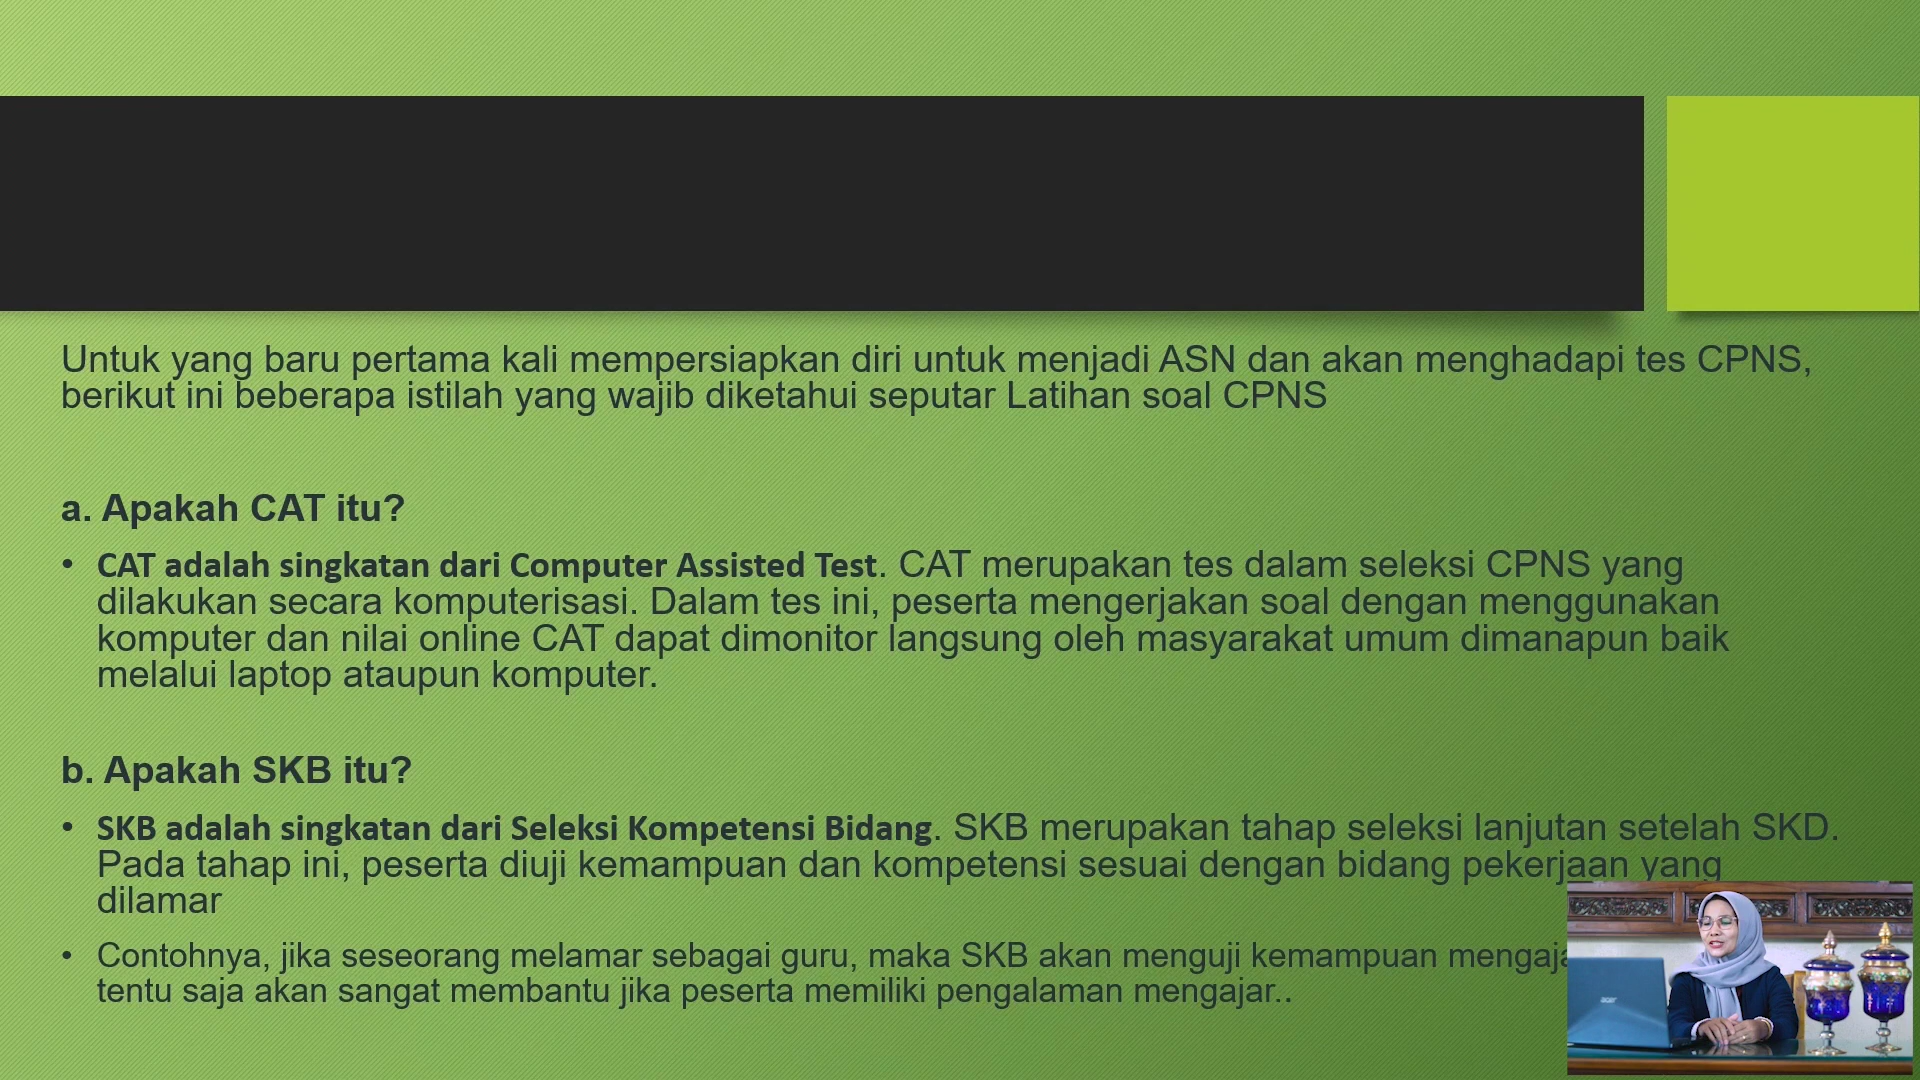 Untuk yang baru pertama kali mempersiapkan diri untuk menjadi ASN dan akan menghadapi tes CPNS,
berikut ini beberapa istilah yang wajib diketahui seputar Latihan soal CPNS
a. Apakah CAT itu?
• CAT adalah singkatan dari Computer Assisted Test. CAT merupakan tes dalam seleksi CPNS yang
dilakukan secara komputerisasi. Dalam tes ini, peserta mengerjakan soal dengan menggunakan
komputer dan nilai online CAT dapat dimonitor langsung oleh masyarakat umum dimanapun baik
melalui laptop ataupun komputer.
b. Apakah SKB itu?
• SKB adalah singkatan dari Seleksi Kompetensi Bidang. SKB merupakan tahap seleksi lanjutan setelah SKD.
Pada tahap ini, peserta diuji kemampuan dan kompetensi sesuai dengan bidang pekerjaan yang
dilamar
• Contohnya, jika seseorang melamar sebagai guru, maka SKB akan menguji kemampuan
tentu saja akan sangat membantu jika peserta memiliki pengalaman mengajar..
acer